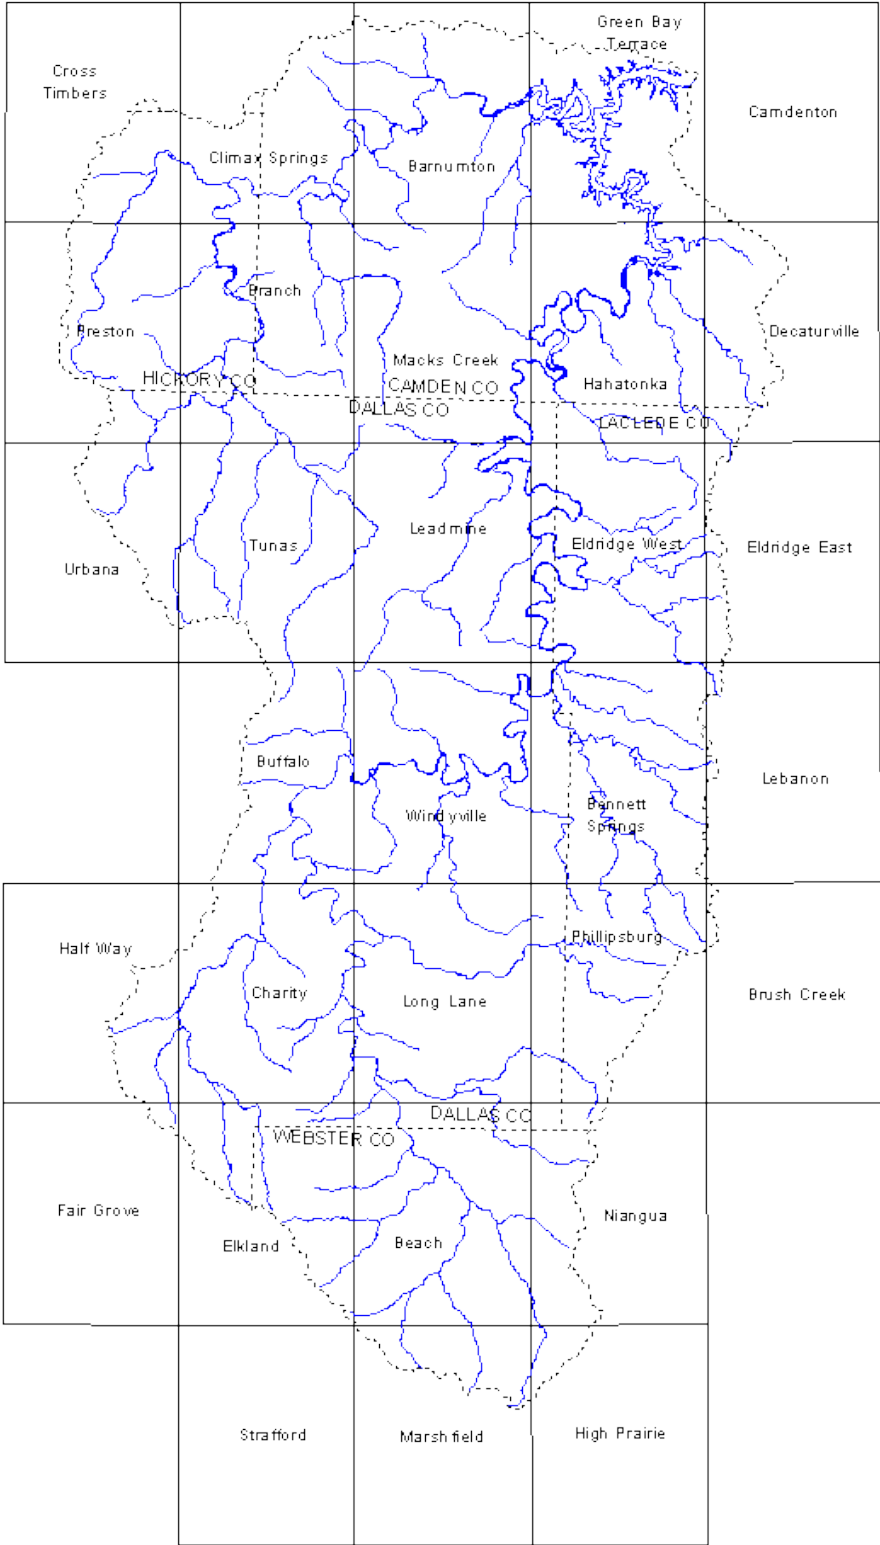 Green Bay
Terrace
Cross
Timbers
Camdenton
Climax Springs
Barnumton
Branch
Preston
Decaturville
Macks Creek
HICKORY CO
CAMDEN CO
Hahatonka
DALLAS CO
LACLEDE CO
Leadmine
Tunas
Eldridge West
Eldridge East
Urbana
Buffalo
Lebanon
Windyville
Bennett
Springs
Half Way
Phillipsburg
Charity
Long Lane
Brush Creek
DALLAS CO
WEBSTER CO
Fair Grove
Niangua
Elkland
Beach
Strafford
Marshfield
High Prairie